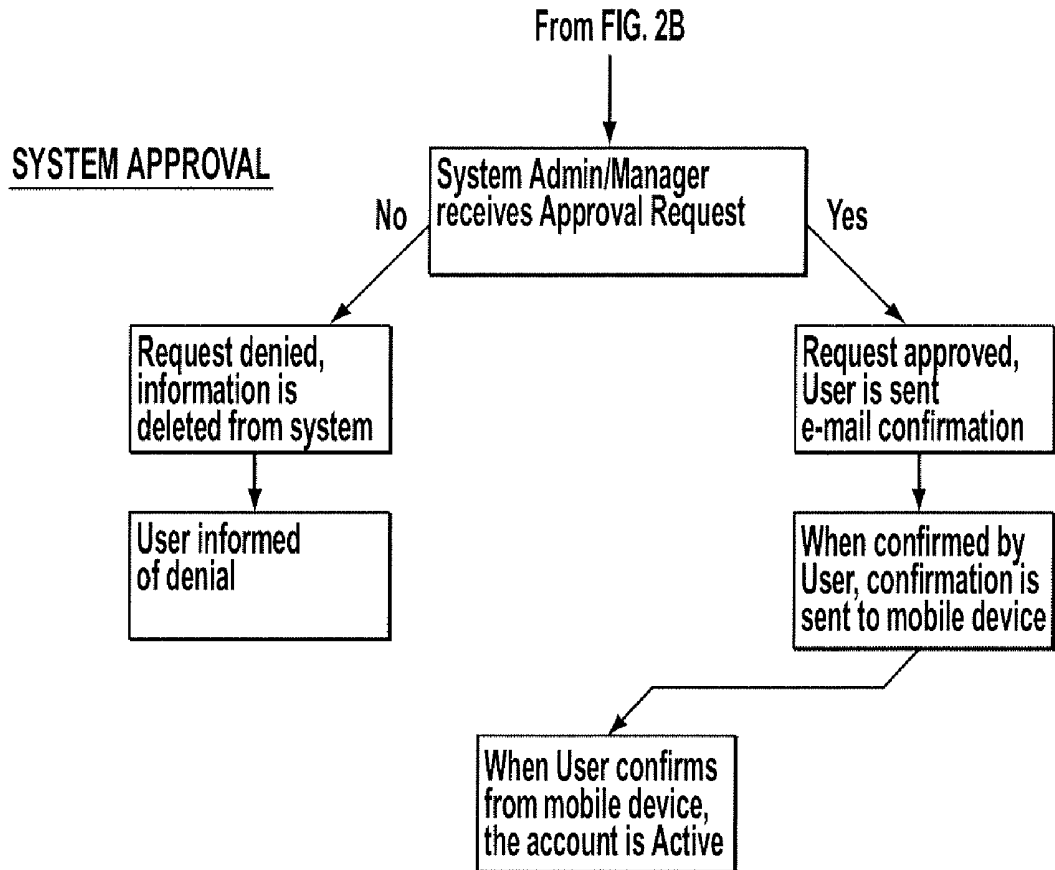 From FIG. 2B
SYSTEM APPROVAL
System Admin/Manager
receives Approval Request
No
Yes
Request denied,
information is
deleted from system
Request approved,
User is sent
e-mail confirmation
User informed
of denial
When confirmed by
User, confirmation is
sent to mobile device
When User confirms
from mobile device,
the account is Active